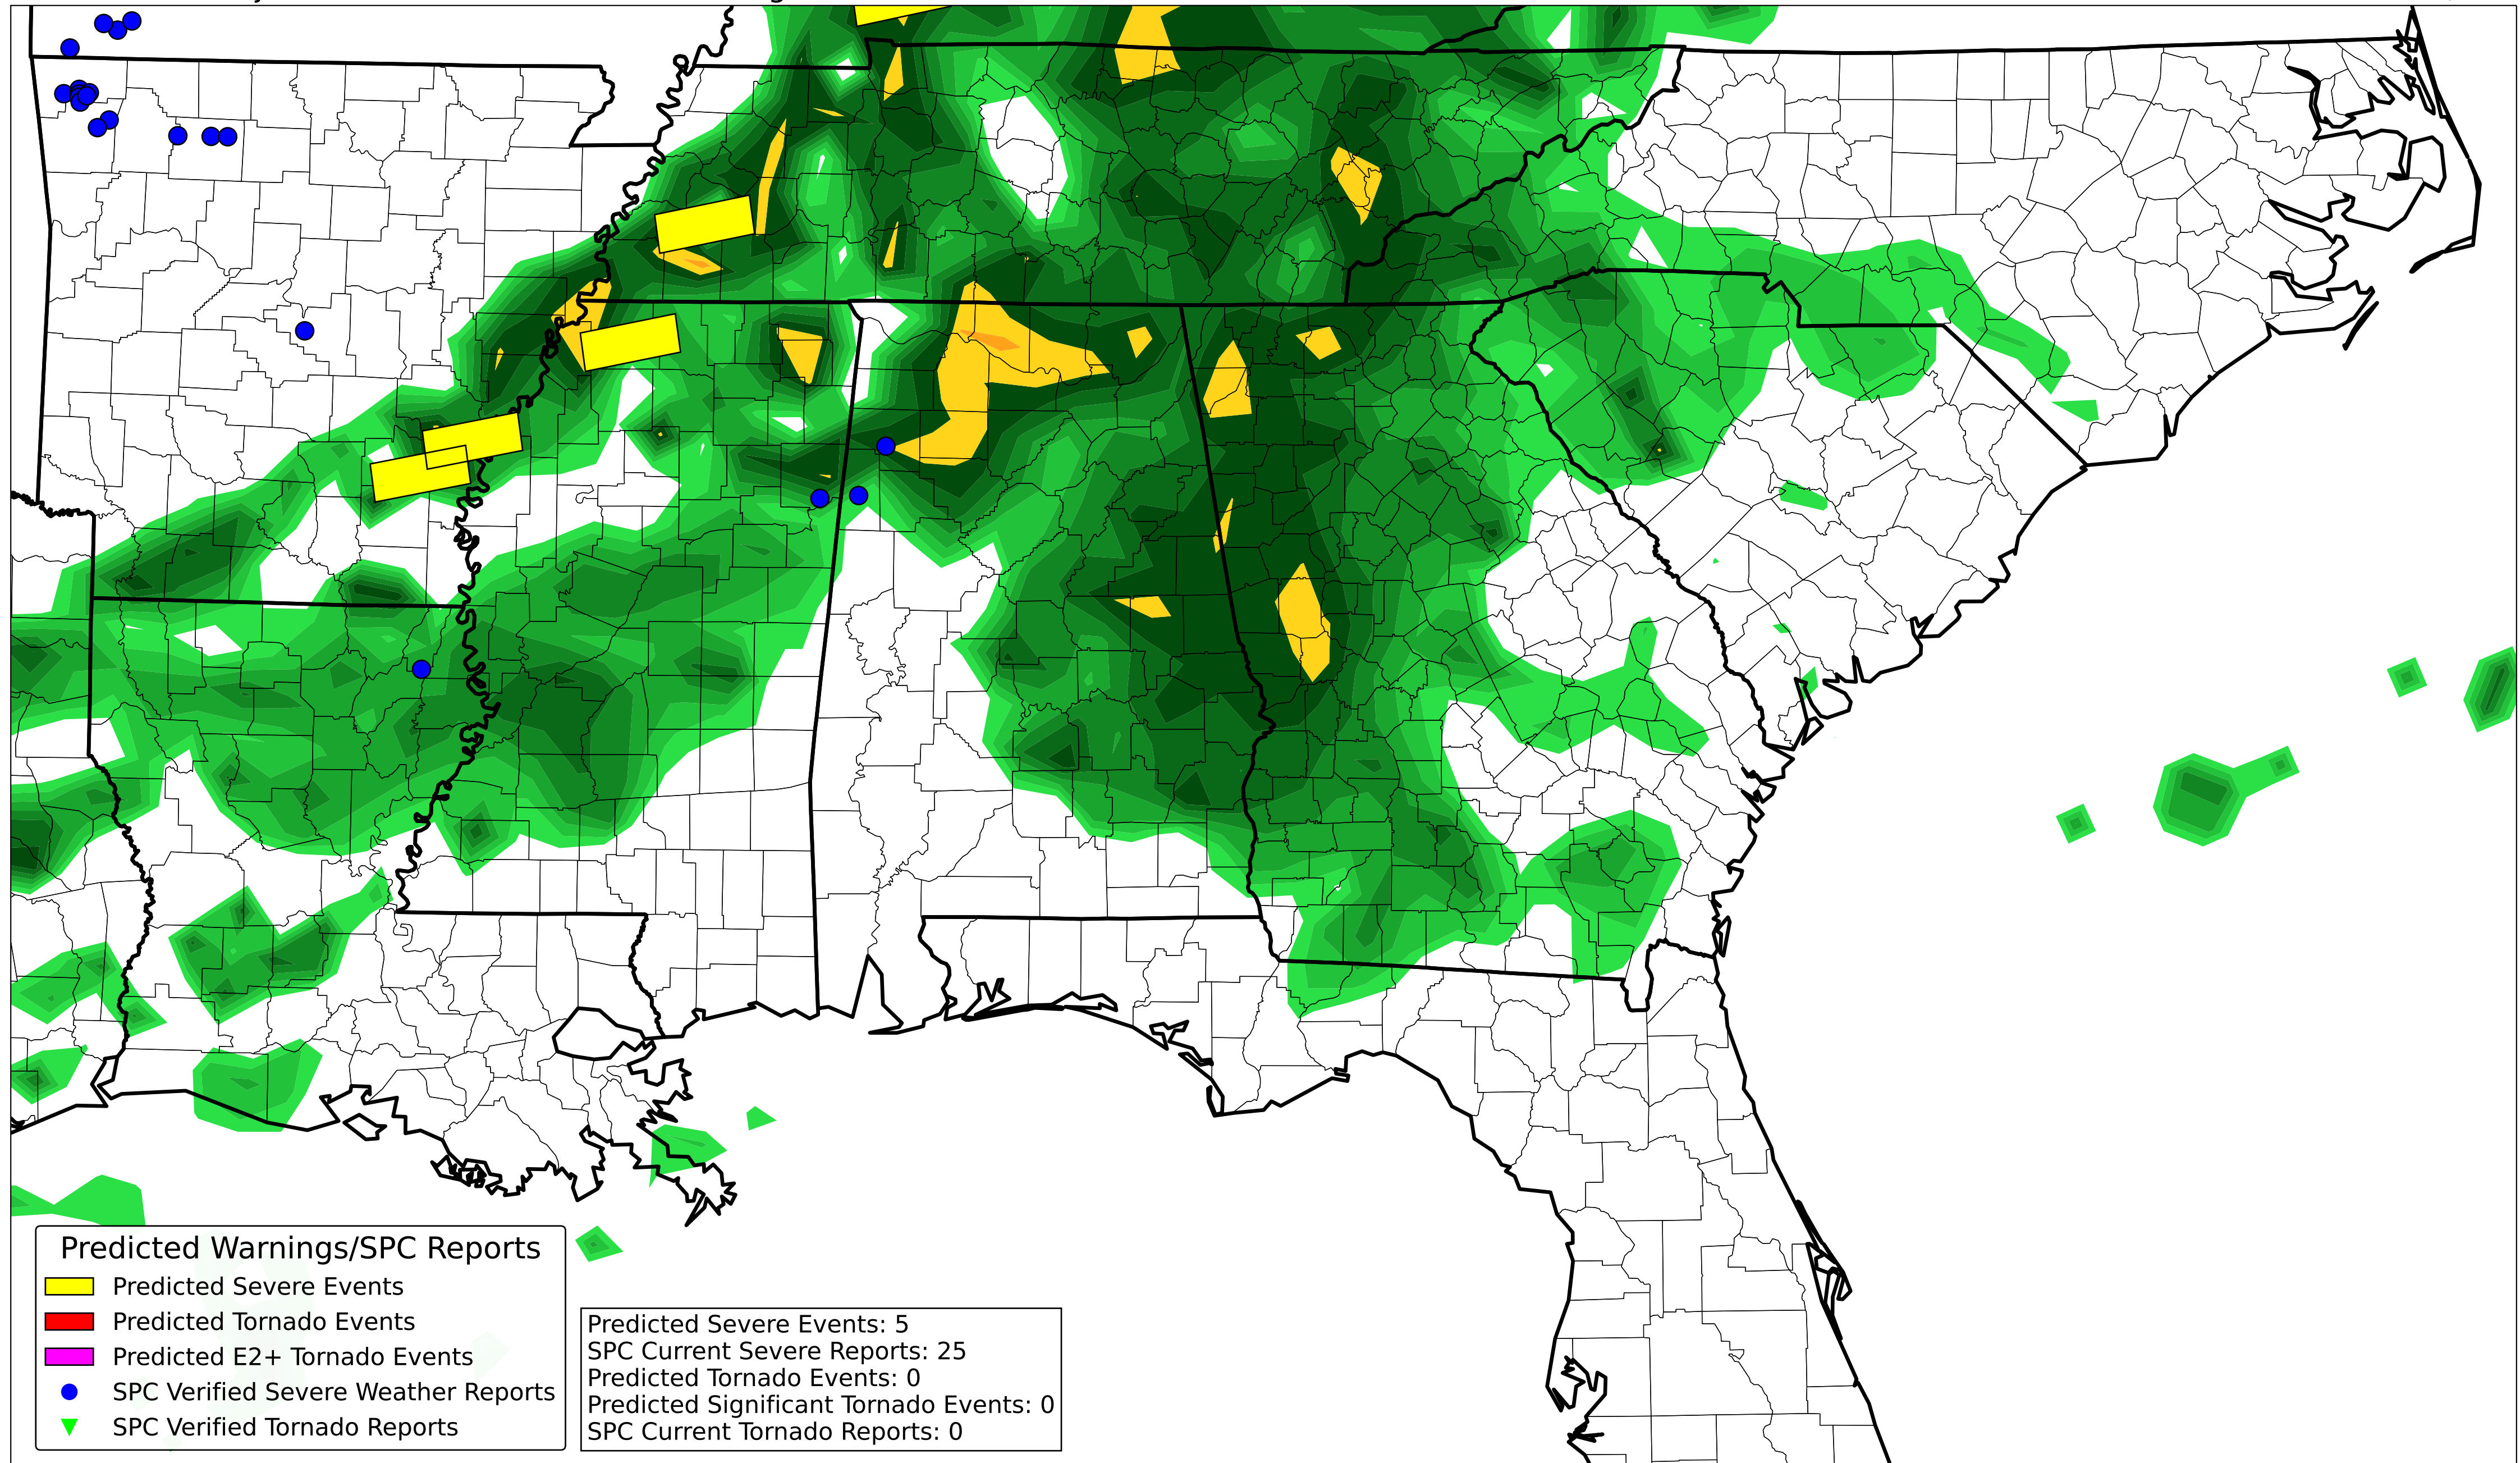 Predicted Warnings/SPC Reports
Predicted Severe Events
Predicted Tornado Events
Predicted E2+ Tornado Events
SPC Verified Severe Weather Reports
SPC Verified Tornado Reports
Predicted Severe Events: 5
SPC Current Severe Reports: 25
Predicted Tornado Events: 0
Predicted Significant Tornado Events: 0
SPC Current Tornado Reports: 0